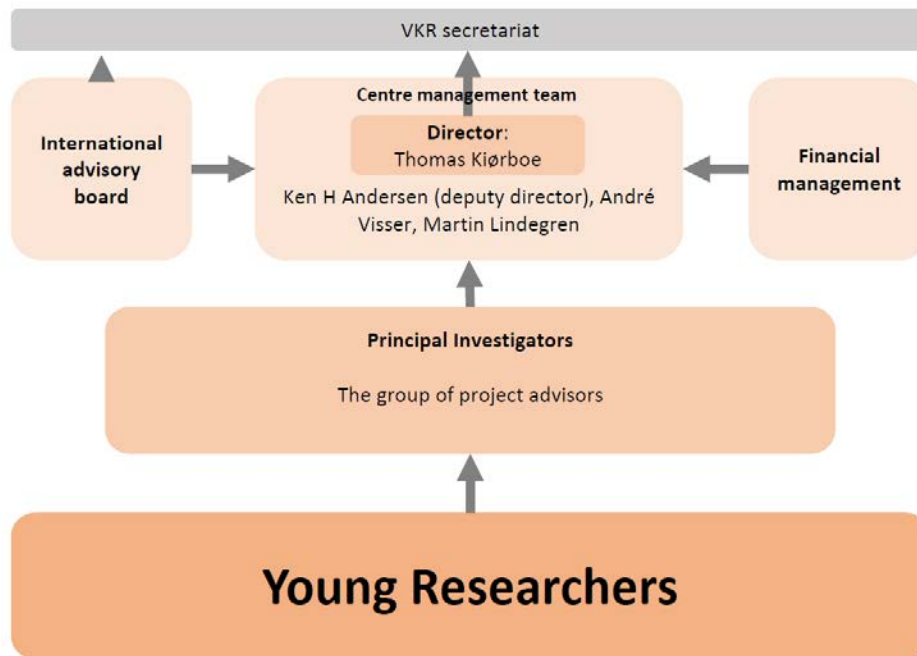 VKR secretariat
International
advisory
board
Centre management team
Director:
Thomas Kiørboe
Ken H Andersen (deputy director), André
Visser, Martin Lindegren
Financial
management
Principal Investigators
The group of project advisors
Young Researchers